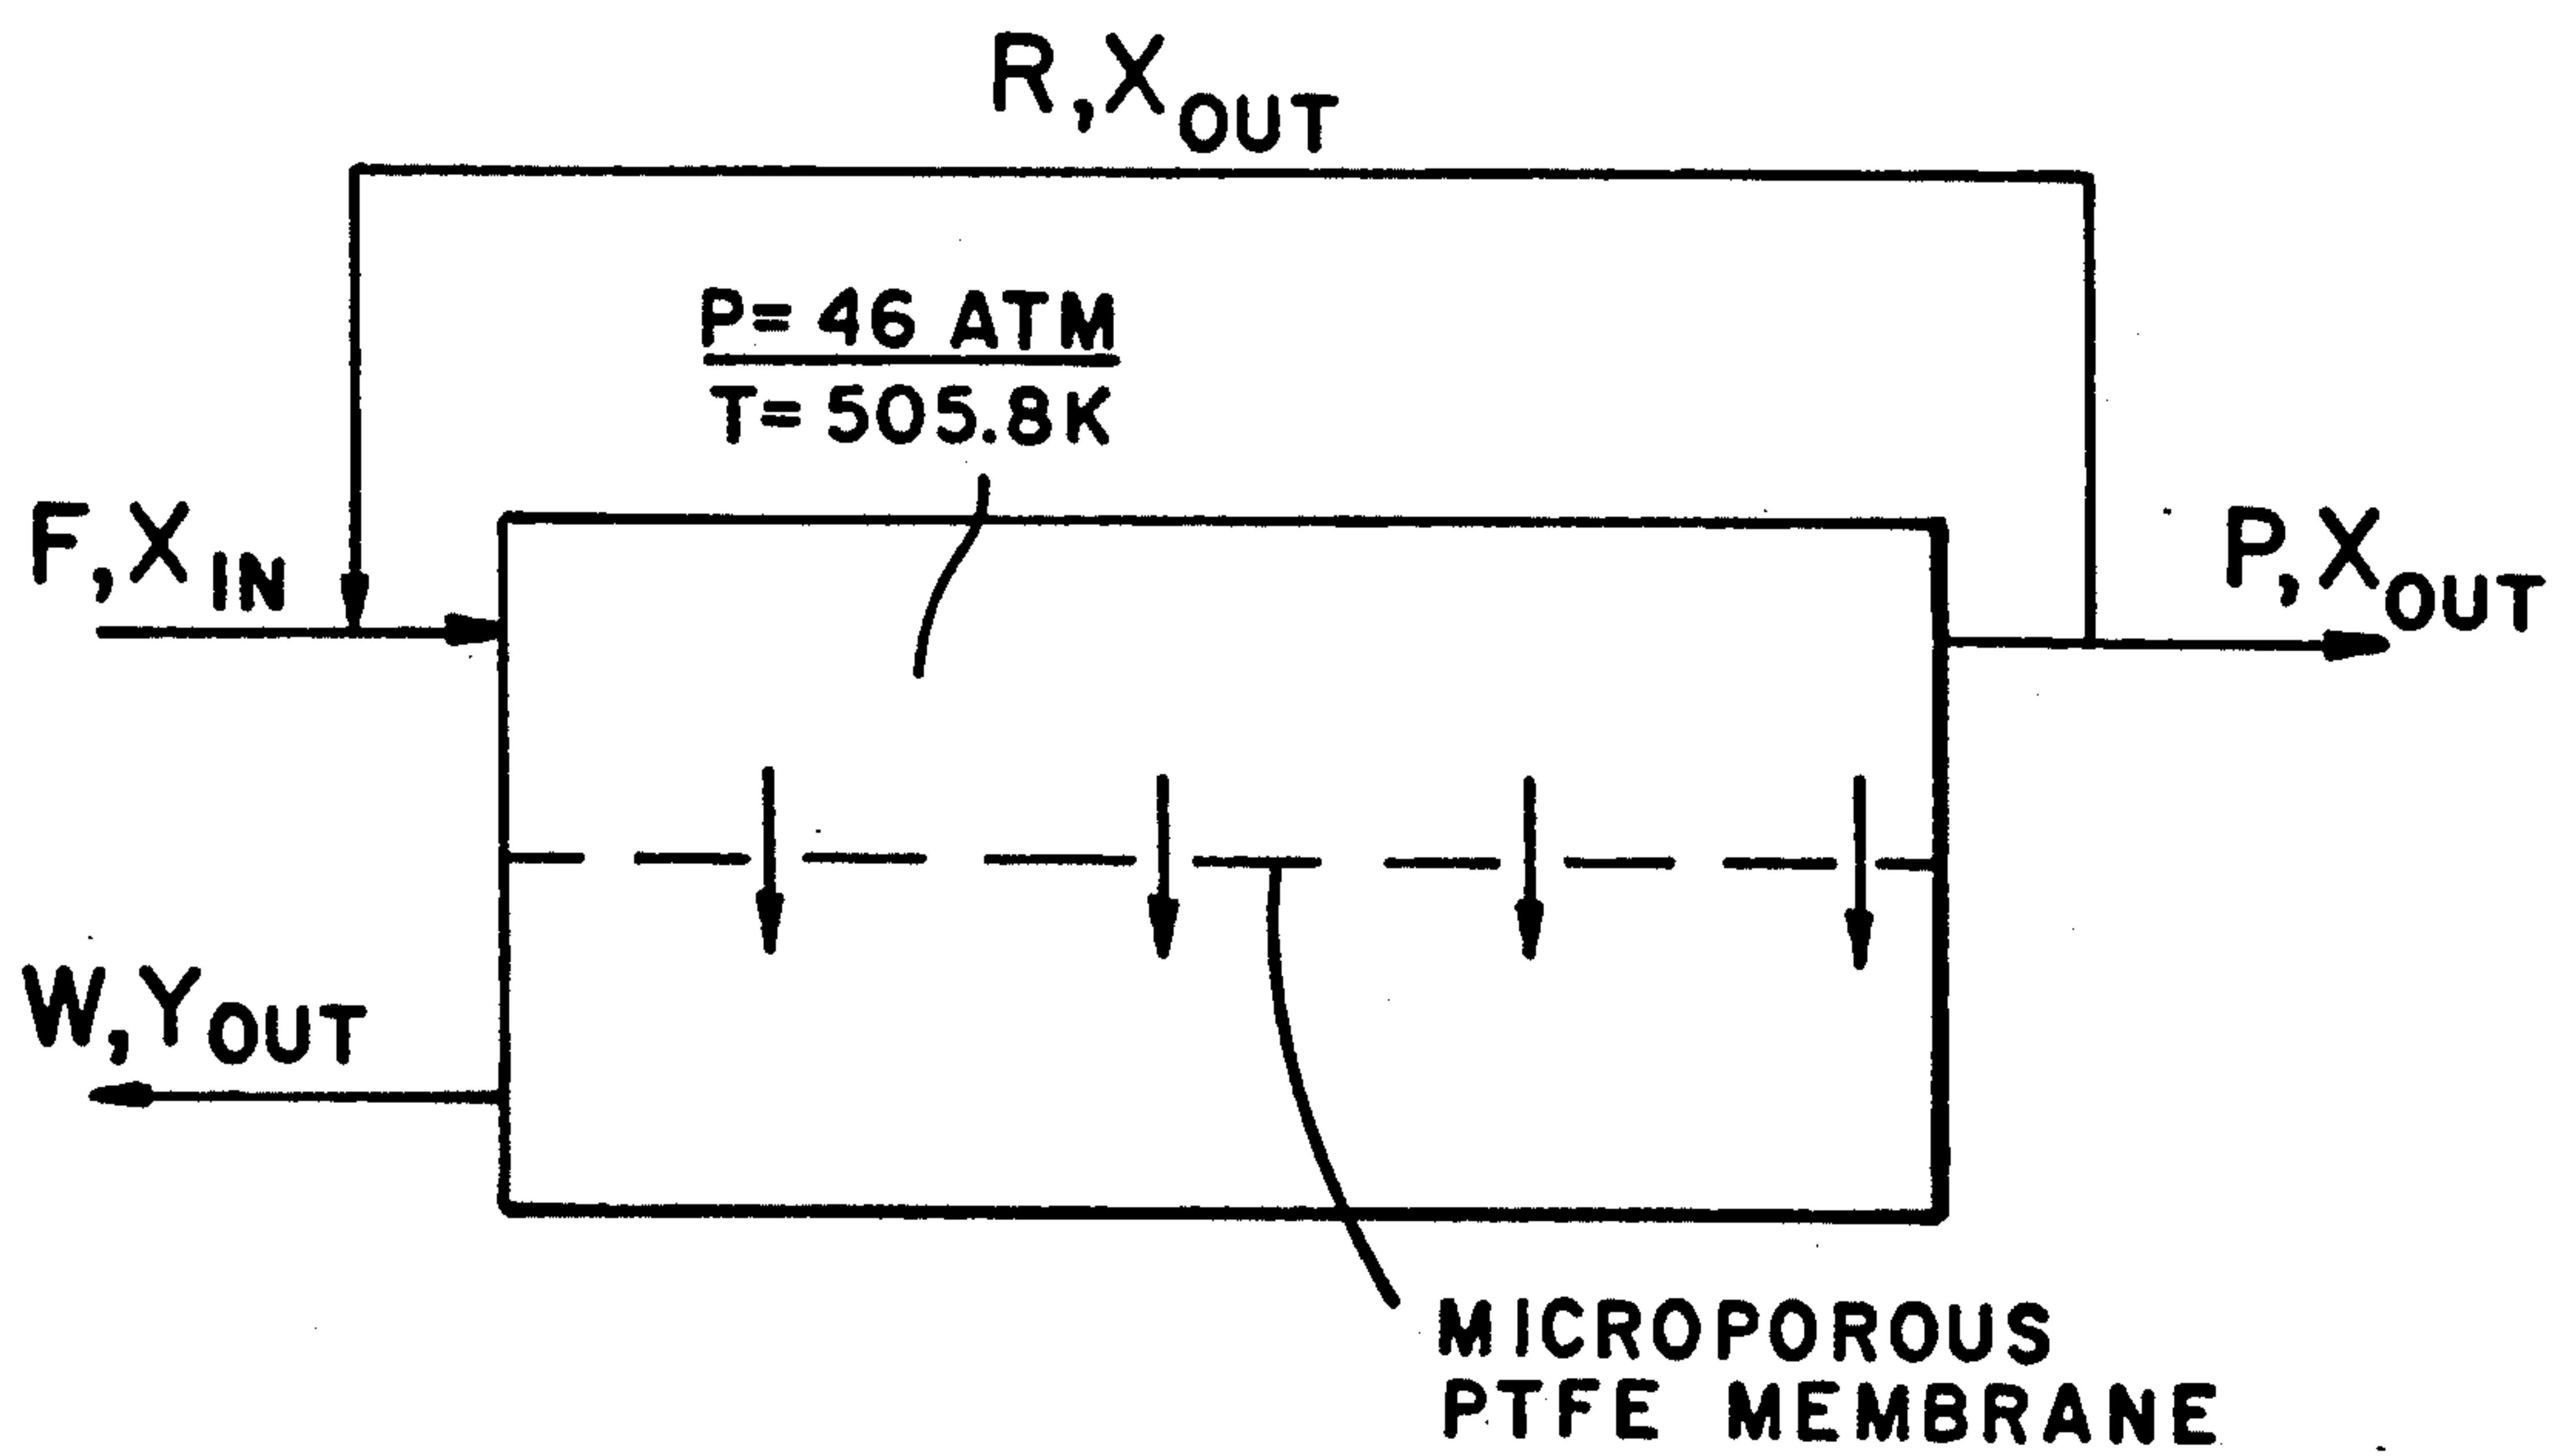 R, XOUT
P= 46 ATM
T= 505.8K
F, XIN
P, XOUT
W, YOUT
MICROPOROUS
PTFE MEMBRANE